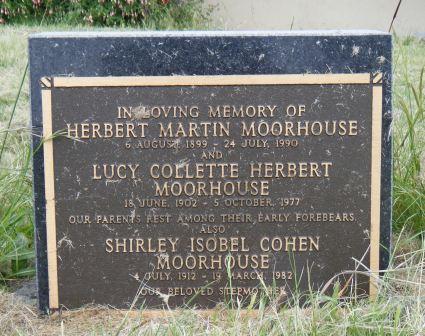 IN LOVING MEMORY OF
HERBERT MARTIN MOORHOUSE
6 AUGUST 1899 - 24 JULY, 1990
AND
LUCY COLLETTE HERBERT
MOORHOUSE
18 JUNE, 1902 - 5 OCTOBER, 1977
OUR PARENTS REST AMONG THEIR EARLY FOREBEARS.
ALSO
SHIRLEY ISOBEL COHEN
MOORHOUSE
4 JULY, 1912 - 19 MARCH, 1982
OUR BELOVED STEPMOTHER